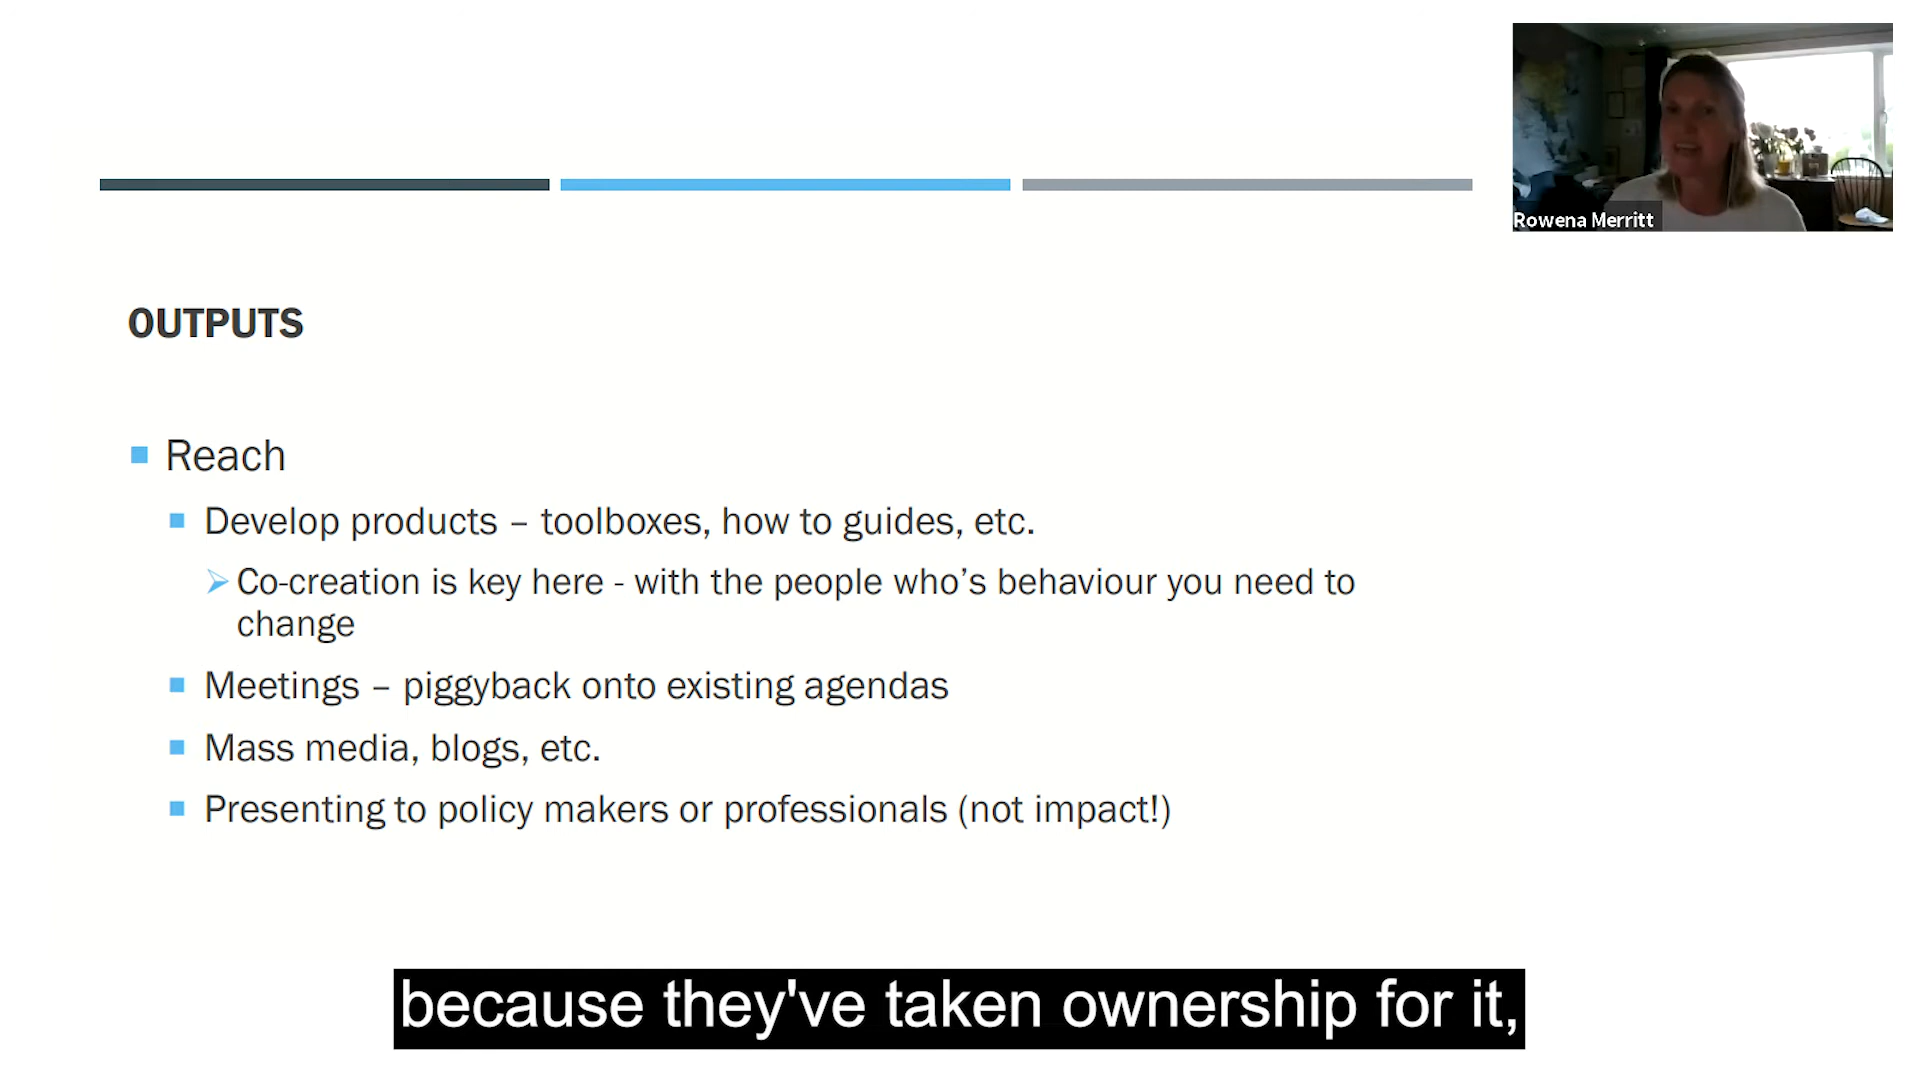 Rowena Merritt
OUTPUTS
Reach
Develop products – toolboxes, how to guides, etc.
Co-creation is key here - with the people who’s behaviour you need to
change
Meetings – piggyback onto existing agendas
Mass media, blogs, etc.
Presenting to policy makers or professionals (not impact!)
because they've taken ownership for it,